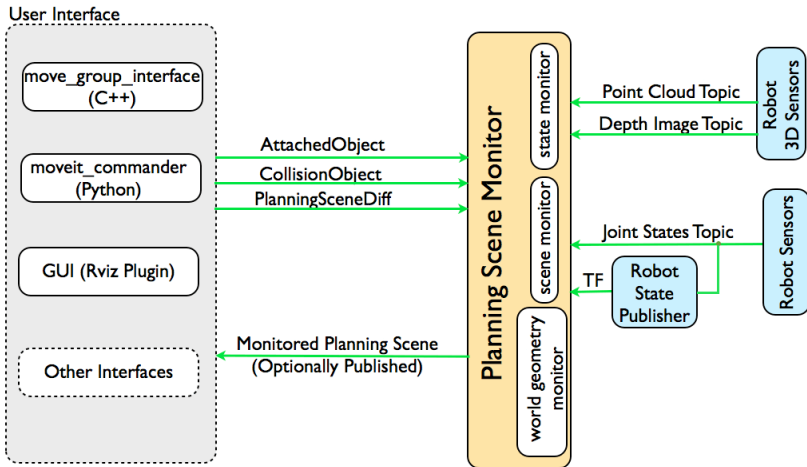 User Interface
move_group_interface
(C++)
moveit_commander
(Python)
GUI (Rviz Plugin)
Other Interfaces
AttachedObject
CollisionObject
PlanningSceneDiff
Monitored Planning Scene
(Optionally Published)
Planning Scene Monitor
state monitor
scene monitor
world geometry
monitor
Point Cloud Topic
Depth Image Topic
Joint States Topic
TF
Robot
State
Publisher
Robot
3D Sensors
Robot Sensors